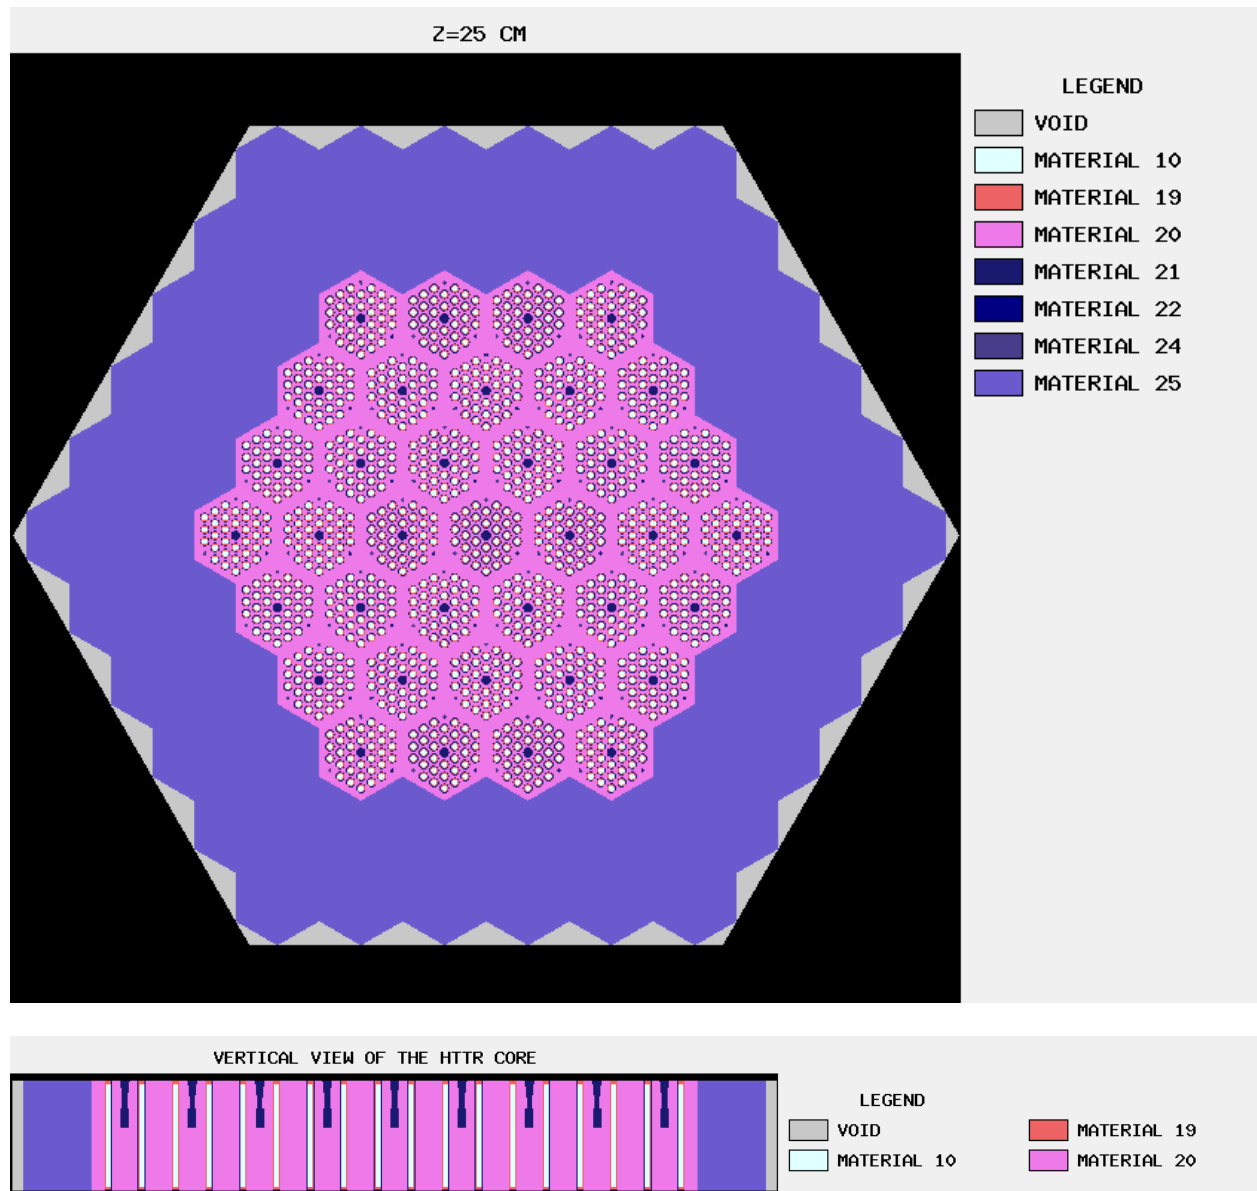 Z=25 CM
LEGEND
VOID
MATERIAL 10
MATERIAL 19
MATERIAL 20
MATERIAL 21
MATERIAL 22
MATERIAL 24
MATERIAL 25
VERTICAL VIEW OF THE HTTR CORE
LEGEND
VOID
MATERIAL 19
MATERIAL 10
MATERIAL 20